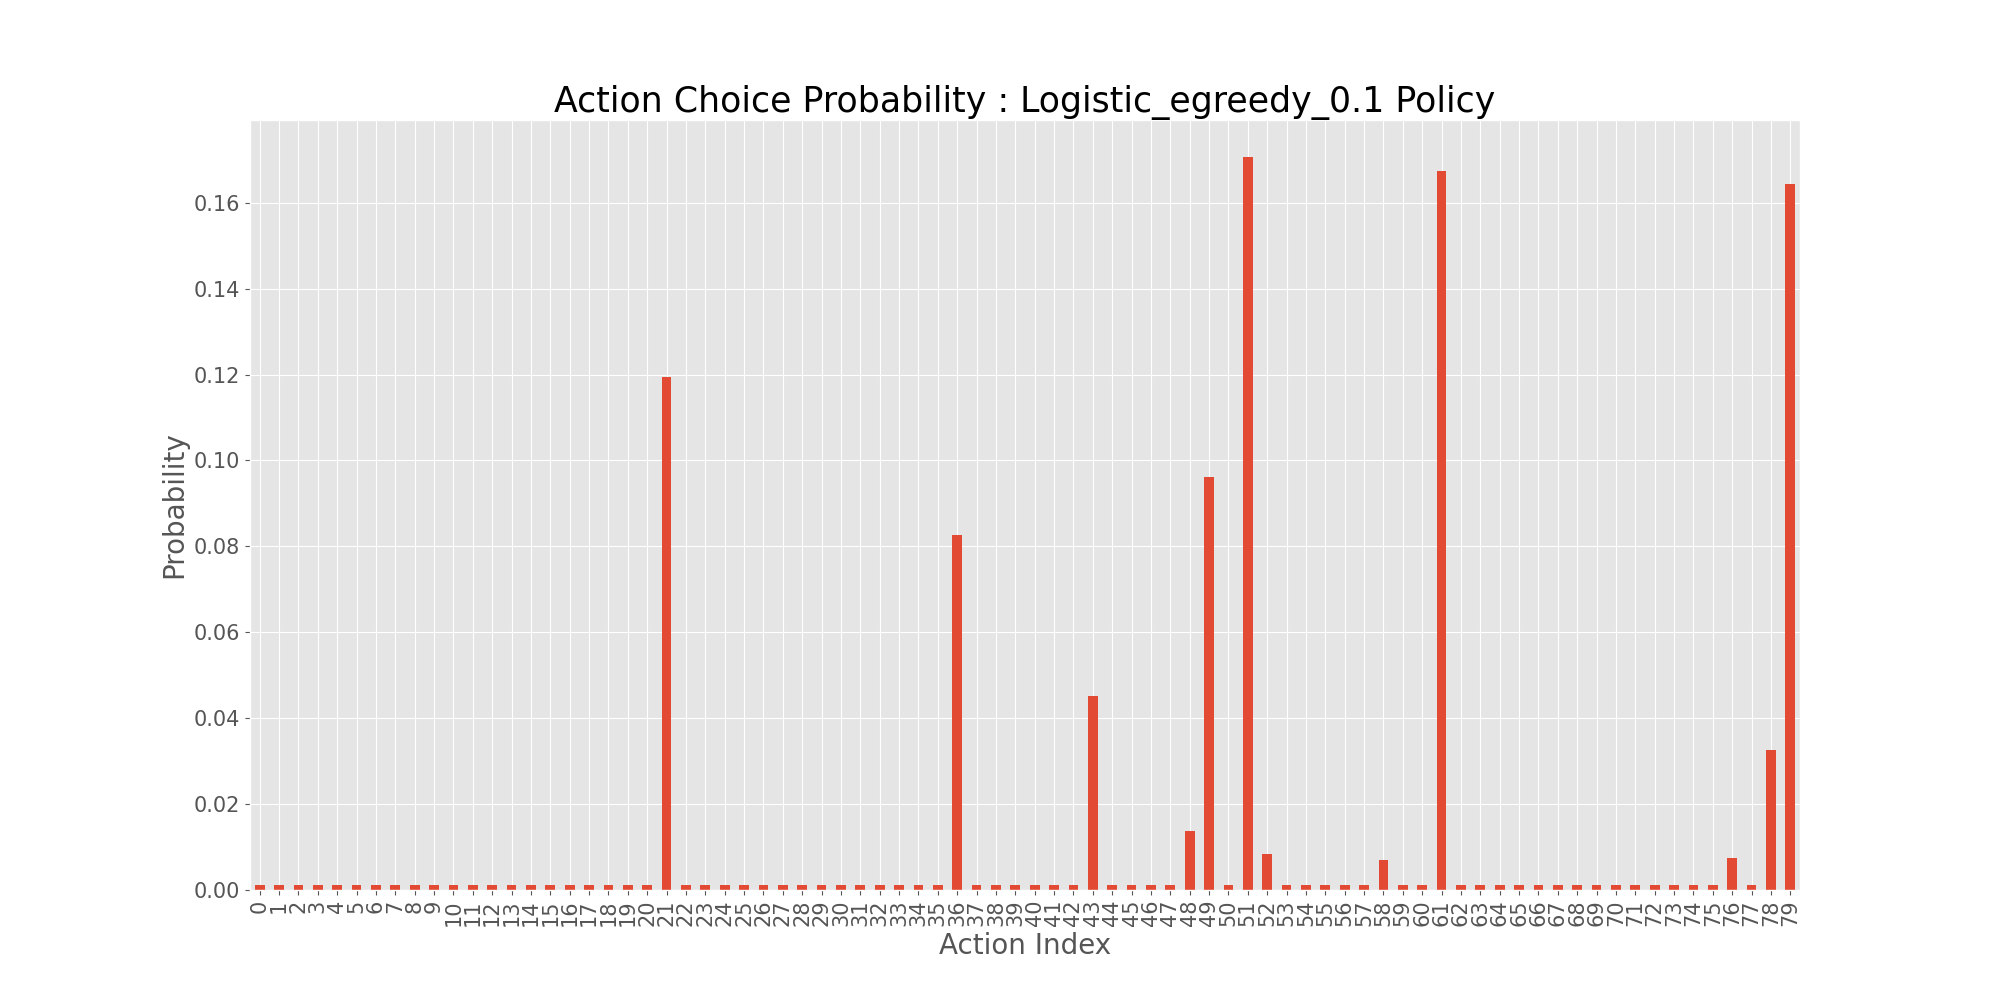 Action Choice Probability : Logistic_egreedy_0.1 Policy
Probability
0.16
0.14
0.12
0.10
0.08
0.06
0.04
0.02
0.00
0 1 2 3 4 5 6 7 8 9 10 11 12 13 14 15 16 17 18 19 20 21 22 23 24 25 26 27 28 29 30 31 32 33 34 35 36 37 38 39 40 41 42 43 44 45 46 47 48 49 50 51 52 53 54 55 56 57 58 59 60 61 62 63 64 65 66 67 68 69 70 71 72 73 74 75 76 77 78 79
Action Index